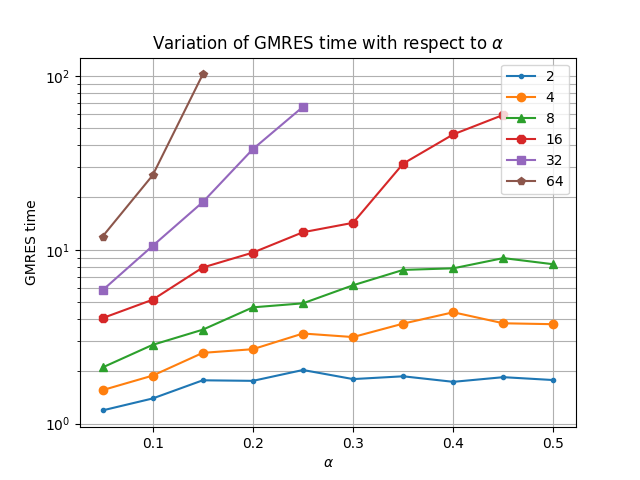 Variation of GMRES time with respect to α
GMRES time
10²
10¹
10⁰
2
4
8
16
32
64
0.1 0.2 0.3 0.4 0.5
α